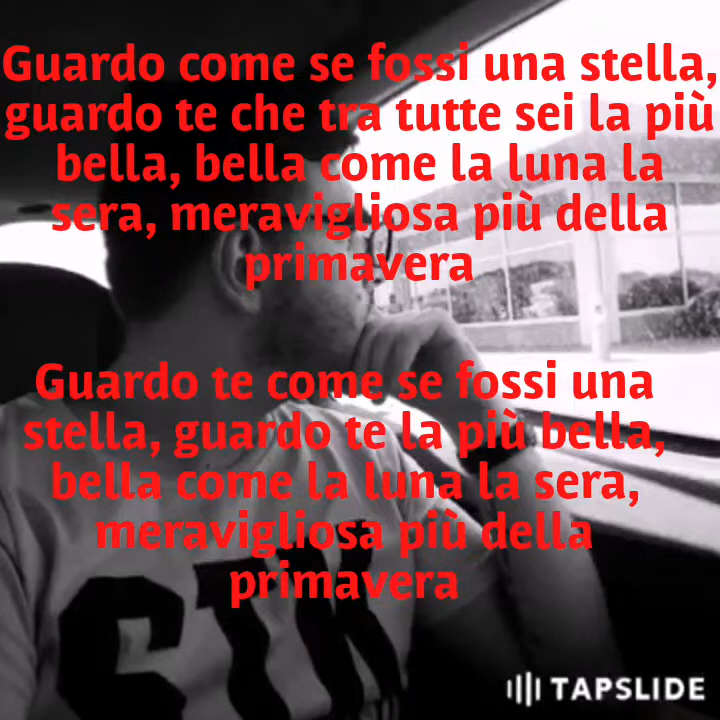 Guardo come se fossi una stella,
guardo te che tra tutte sei la più
bella, bella come la luna la
sera, meravigliosa più della
primavera
Guardo te come se fossi una
stella, guardo te la più bella,
bella come la luna la sera,
meravigliosa più della
primavera
STK
TAPSLIDE